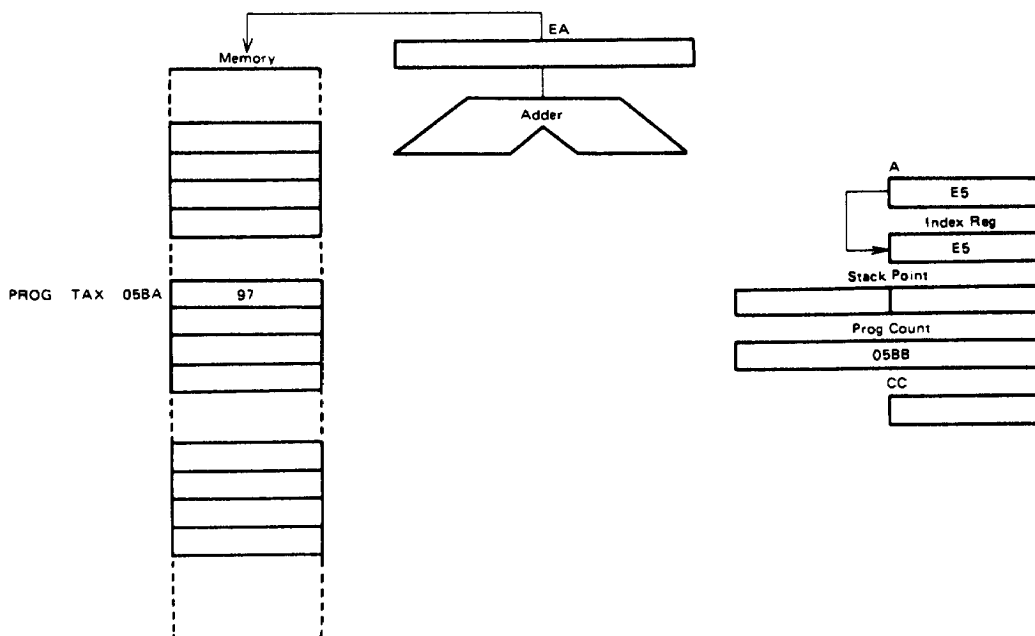 EA
Memory
Adder
A
E5
Index Reg
E5
Stack Point
PROG TAX 05BA 97
Prog Count
05BB
CC